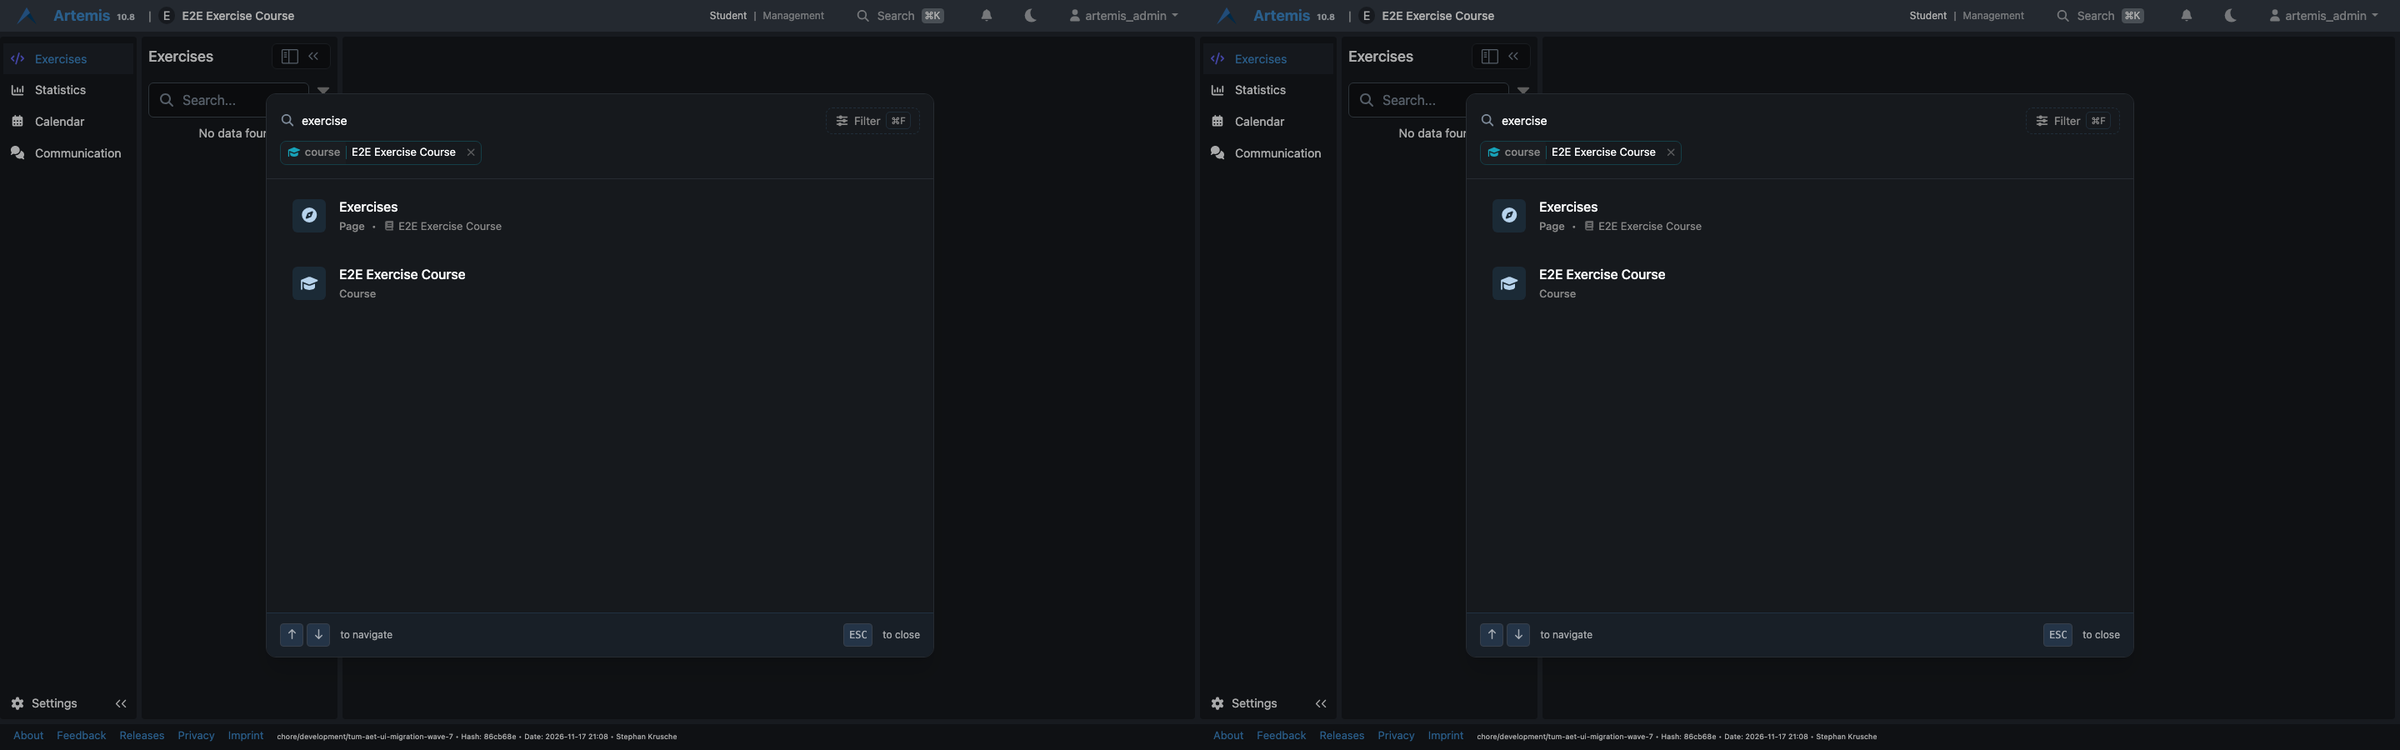 Artemis 10.8 | E E2E Exercise Course Student | Management Search ⌘K artemis_admin
Exercises
Statistics
Calendar
Communication
Exercises
Search...
No data four
exercise Filter ⌘F
course E2E Exercise Course ×
Exercises
Page • E2E Exercise Course
E2E Exercise Course
Course
↑ ↓ to navigate ESC to close
Settings
About Feedback Releases Privacy Imprint chore/development/tum-aet-ui-migration-wave-7 • Hash: 86cb68e • Date: 2026-11-17 21:08 • Stephan Krusche
Artemis 10.8 | E E2E Exercise Course Student | Management Search ⌘K artemis_admin
Exercises
Statistics
Calendar
Communication
Exercises
Search...
No data four
exercise Filter ⌘F
course E2E Exercise Course ×
Exercises
Page • E2E Exercise Course
E2E Exercise Course
Course
↑ ↓ to navigate ESC to close
Settings
About Feedback Releases Privacy Imprint chore/development/tum-aet-ui-migration-wave-7 • Hash: 86cb68e • Date: 2026-11-17 21:08 • Stephan Krusche